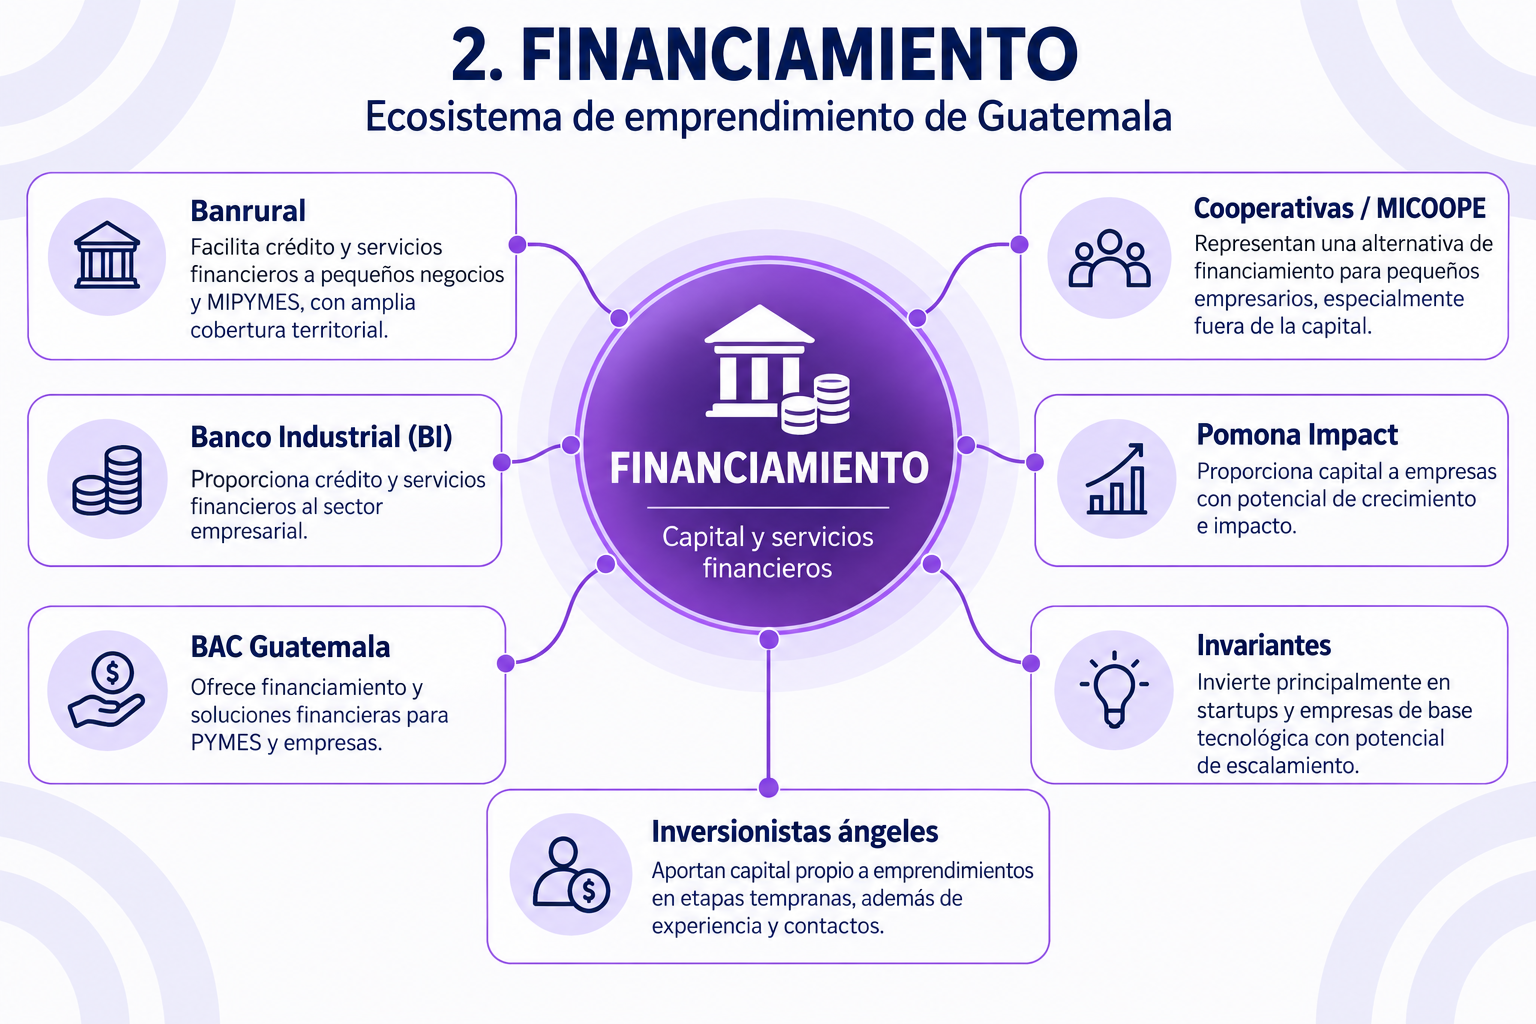 2. FINANCIAMIENTO
Ecosistema de emprendimiento de Guatemala
Banrural
Facilita crédito y servicios
financieros a pequeños negocios
y MIPYMES, con amplia
cobertura territorial.
Banco Industrial (BI)
Proporciona crédito y servicios
financieros al sector
empresarial.
BAC Guatemala
$
Ofrece financiamiento y
soluciones financieras para
PYMES y empresas.
FINANCIAMIENTO
Capital y servicios
financieros
Cooperativas / MICOOPE
Representan una alternativa de
financiamiento para pequeños
empresarios, especialmente
fuera de la capital.
Pomona Impact
Proporciona capital a empresas
con potencial de crecimiento
e impacto.
Invariantes
Invierte principalmente en
startups y empresas de base
tecnológica con potencial
de escalamiento.
Inversionistas ángeles
$
Aportan capital propio a emprendimientos
en etapas tempranas, además de
experiencia y contactos.